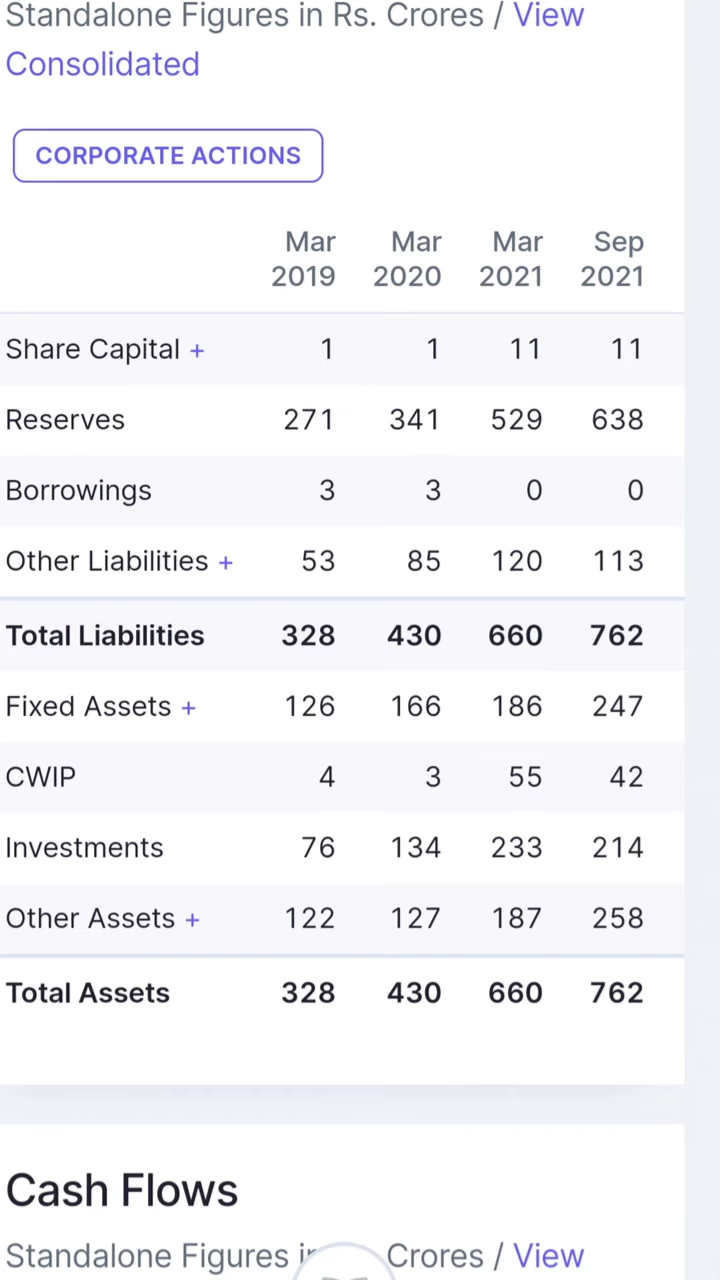 Standalone Figures in Rs. Crores / View
Consolidated
CORPORATE ACTIONS
Mar Mar Mar Sep
2019 2020 2021 2021
Share Capital + 1 1 11 11
Reserves 271 341 529 638
Borrowings 3 3 0 0
Other Liabilities + 53 85 120 113
Total Liabilities 328 430 660 762
Fixed Assets + 126 166 186 247
CWIP 4 3 55 42
Investments 76 134 233 214
Other Assets + 122 127 187 258
Total Assets 328 430 660 762
Cash Flows
Standalone Figures Crores / View